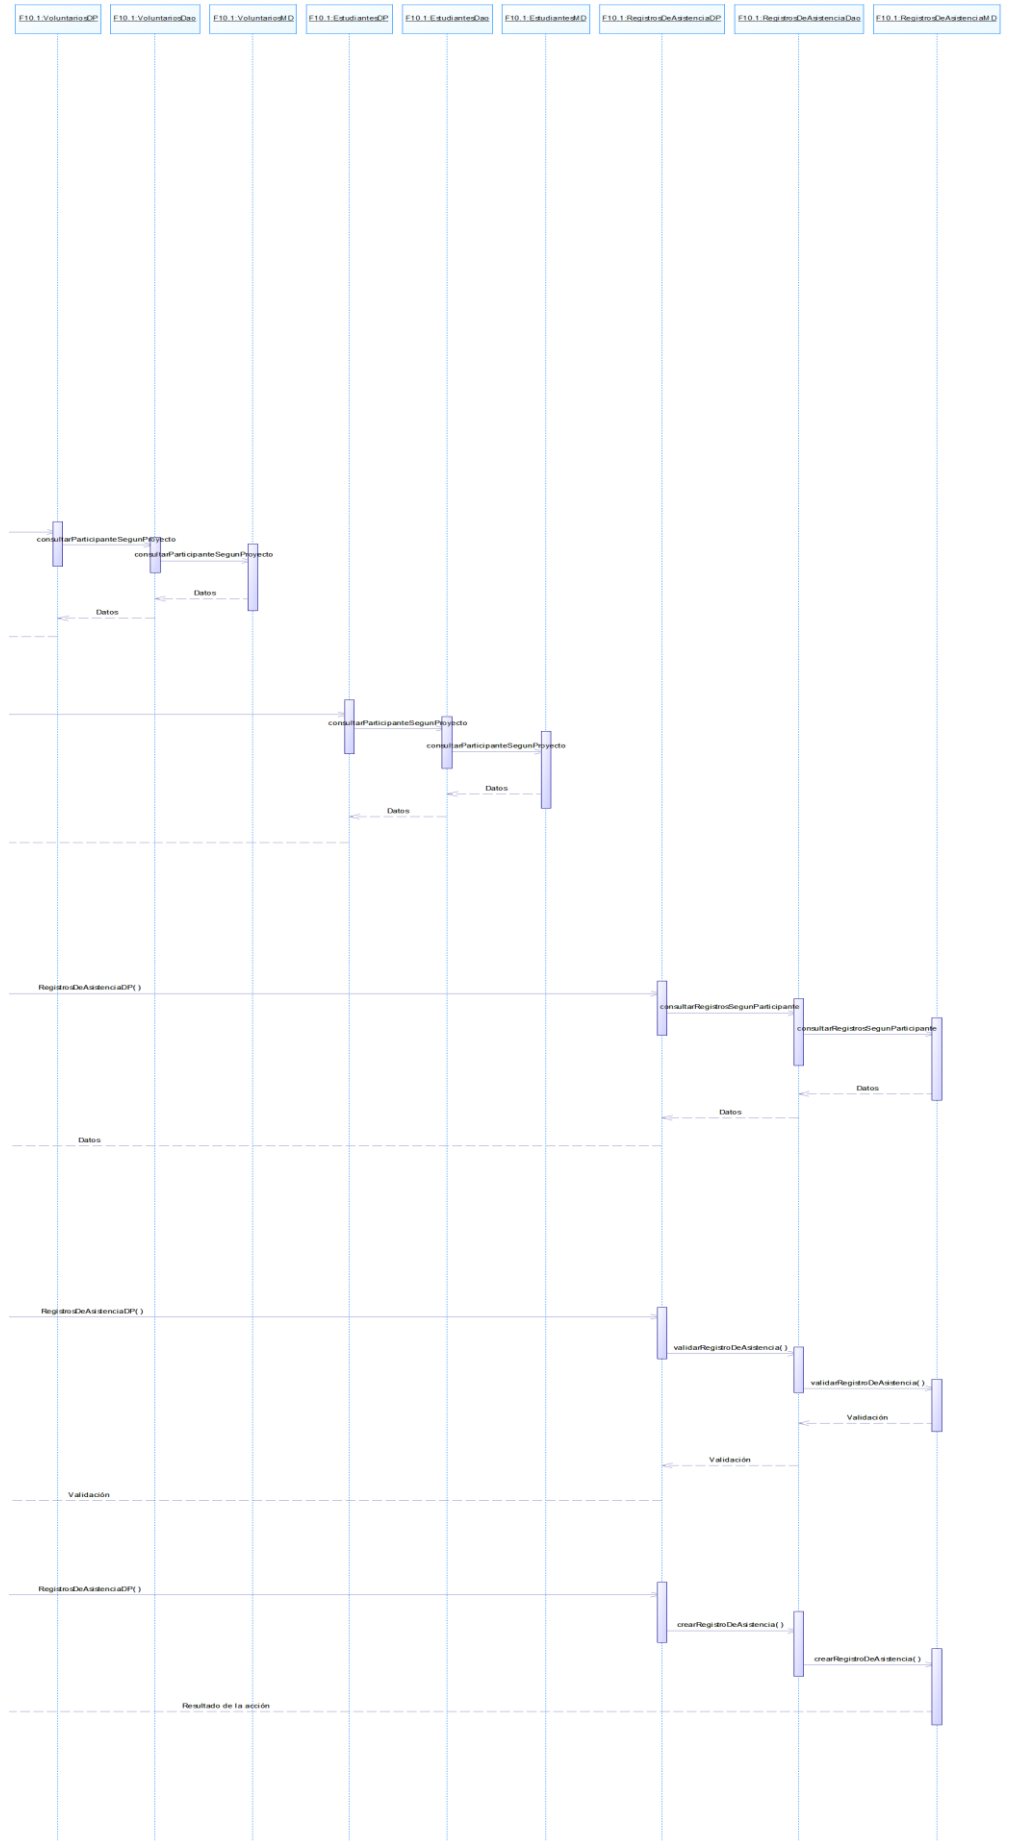 F10.1:VoluntariosDP
F10.1:VoluntariosDao
F10.1:VoluntariosMD
F10.1:EstudiantesDP
F10.1:EstudiantesDao
F10.1:EstudiantesMD
F10.1:RegistrosDeAsistenciaDP
F10.1:RegistrosDeAsistenciaDao
F10.1:RegistrosDeAsistenciaMD
consultarParticipanteSegunProyecto
consultarParticipanteSegunProyecto
Datos
Datos
consultarParticipanteSegunProyecto
consultarParticipanteSegunProyecto
Datos
Datos
RegistrosDeAsistenciaDP( )
consultarRegistrosSegunParticipante
consultarRegistrosSegunParticipante
Datos
Datos
Datos
RegistrosDeAsistenciaDP( )
validarRegistroDeAsistencia( )
validarRegistroDeAsistencia( )
Validación
Validación
Validación
RegistrosDeAsistenciaDP( )
crearRegistroDeAsistencia( )
crearRegistroDeAsistencia( )
Resultado de la acción